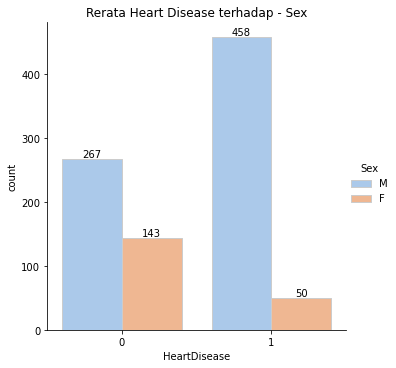 Rerata Heart Disease terhadap - Sex
458
400
300
267
200
143
100
50
0
0
1
count
HeartDisease
Sex
M
F